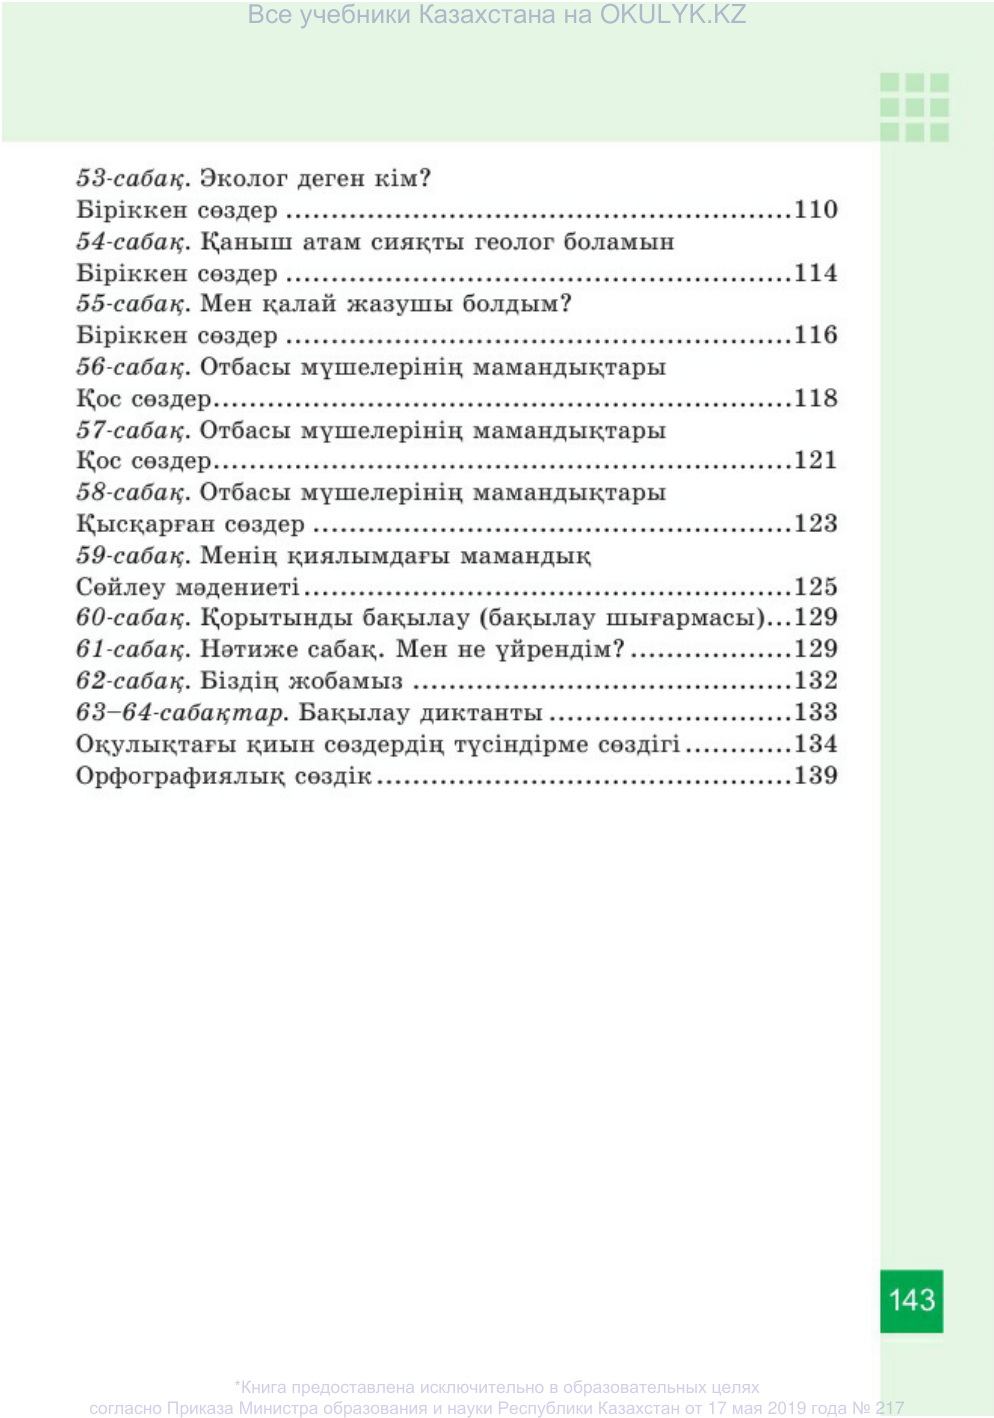 Все учебники Казахстана на OKULYK.KZ
53-сабақ. Эколог деген кім?
Біріккен сөздер ........................................................110
54-сабақ. Қаныш атам сияқты геолог боламын
Біріккен сөздер ........................................................114
55-сабақ. Мен қалай жазушы болдым?
Біріккен сөздер ........................................................116
56-сабақ. Отбасы мүшелерінің мамандықтары
Қос сөздер................................................................118
57-сабақ. Отбасы мүшелерінің мамандықтары
Қос сөздер................................................................121
58-сабақ. Отбасы мүшелерінің мамандықтары
Қысқарған сөздер .....................................................123
59-сабақ. Менің қиялымдағы мамандық
Сөйлеу мәдениеті......................................................125
60-сабақ. Қорытынды бақылау (бақылау шығармасы)...129
61-сабақ. Нәтиже сабақ. Мен не үйрендім?..................129
62-сабақ. Біздің жобамыз ..........................................132
63–64-сабақтар. Бақылау диктанты...........................133
Оқулықтағы қиын сөздердің түсіндірме сөздігі............134
Орфографиялық сөздік..............................................139
143
*Книга предоставлена исключительно в образовательных целях
согласно Приказа Министра образования и науки Республики Казахстан от 17 мая 2019 года № 217